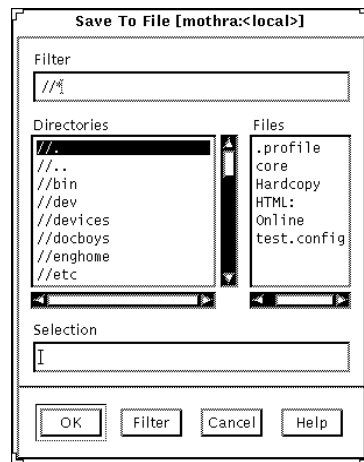 Save To File [mothra:<local>]
Filter
//*
Directories
Files
//.
//..
//bin
//dev
//devices
//docboys
//enghome
//etc
.profile
core
Hardcopy
HTML:
Online
test.config
Selection
OK
Filter
Cancel
Help